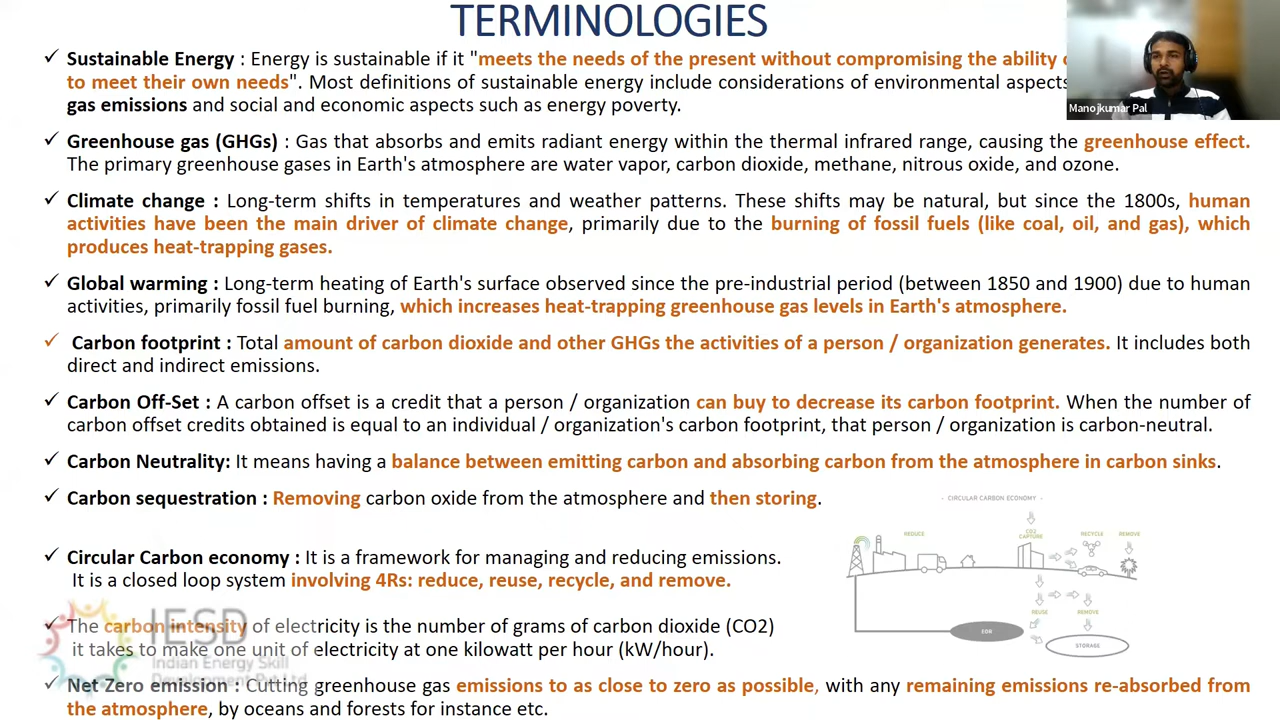 TERMINOLOGIES
Manojkumar Pal
✓ Sustainable Energy : Energy is sustainable if it "meets the needs of the present without compromising the ability
to meet their own needs". Most definitions of sustainable energy include considerations of environmental aspects
gas emissions and social and economic aspects such as energy poverty.
✓ Greenhouse gas (GHGs) : Gas that absorbs and emits radiant energy within the thermal infrared range, causing the greenhouse effect.
The primary greenhouse gases in Earth's atmosphere are water vapor, carbon dioxide, methane, nitrous oxide, and ozone.
✓ Climate change : Long-term shifts in temperatures and weather patterns. These shifts may be natural, but since the 1800s, human
activities have been the main driver of climate change, primarily due to the burning of fossil fuels (like coal, oil, and gas), which
produces heat-trapping gases.
✓ Global warming : Long-term heating of Earth's surface observed since the pre-industrial period (between 1850 and 1900) due to human
activities, primarily fossil fuel burning, which increases heat-trapping greenhouse gas levels in Earth's atmosphere.
✓ Carbon footprint : Total amount of carbon dioxide and other GHGs the activities of a person / organization generates. It includes both
direct and indirect emissions.
✓ Carbon Off-Set : A carbon offset is a credit that a person / organization can buy to decrease its carbon footprint. When the number of
carbon offset credits obtained is equal to an individual / organization's carbon footprint, that person / organization is carbon-neutral.
✓ Carbon Neutrality: It means having a balance between emitting carbon and absorbing carbon from the atmosphere in carbon sinks.
✓ Carbon sequestration : Removing carbon oxide from the atmosphere and then storing.
✓ Circular Carbon economy : It is a framework for managing and reducing emissions.
It is a closed loop system involving 4Rs: reduce, reuse, recycle, and remove.
✓ The carbon intensity of electricity is the number of grams of carbon dioxide (CO2)
it takes to make one unit of electricity at one kilowatt per hour (kW/hour).
✓ Net Zero emission : Cutting greenhouse gas emissions to as close to zero as possible, with any remaining emissions re-absorbed from
the atmosphere, by oceans and forests for instance etc.
- CIRCULAR CARBON ECONOMY -
REDUCE
CO2
CAPTURE
RECYCLE
REMOVE
REUSE
REMOVE
EOR
STORAGE
IESD
Indian Energy Skill